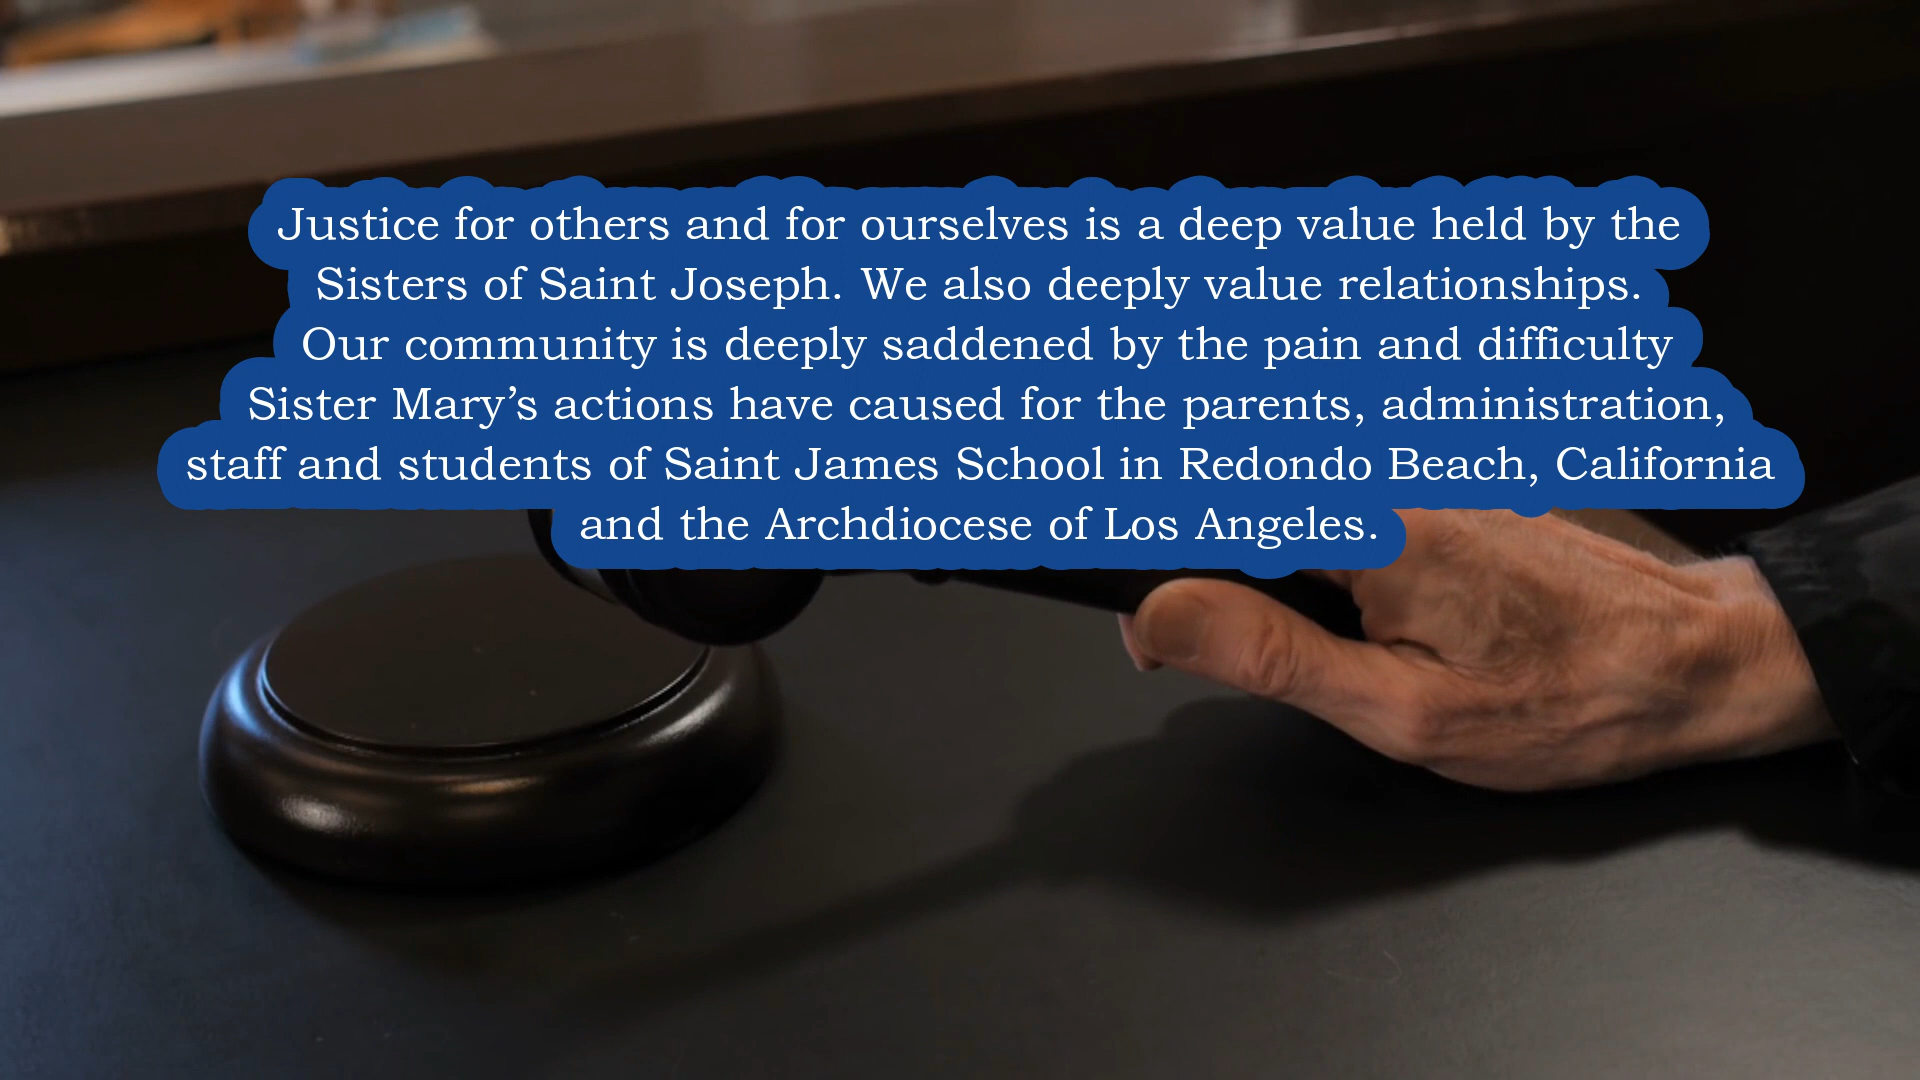 Justice for others and for ourselves is a deep value held by the
Sisters of Saint Joseph. We also deeply value relationships.
Our community is deeply saddened by the pain and difficulty
Sister Mary’s actions have caused for the parents, administration,
staff and students of Saint James School in Redondo Beach, California
and the Archdiocese of Los Angeles.